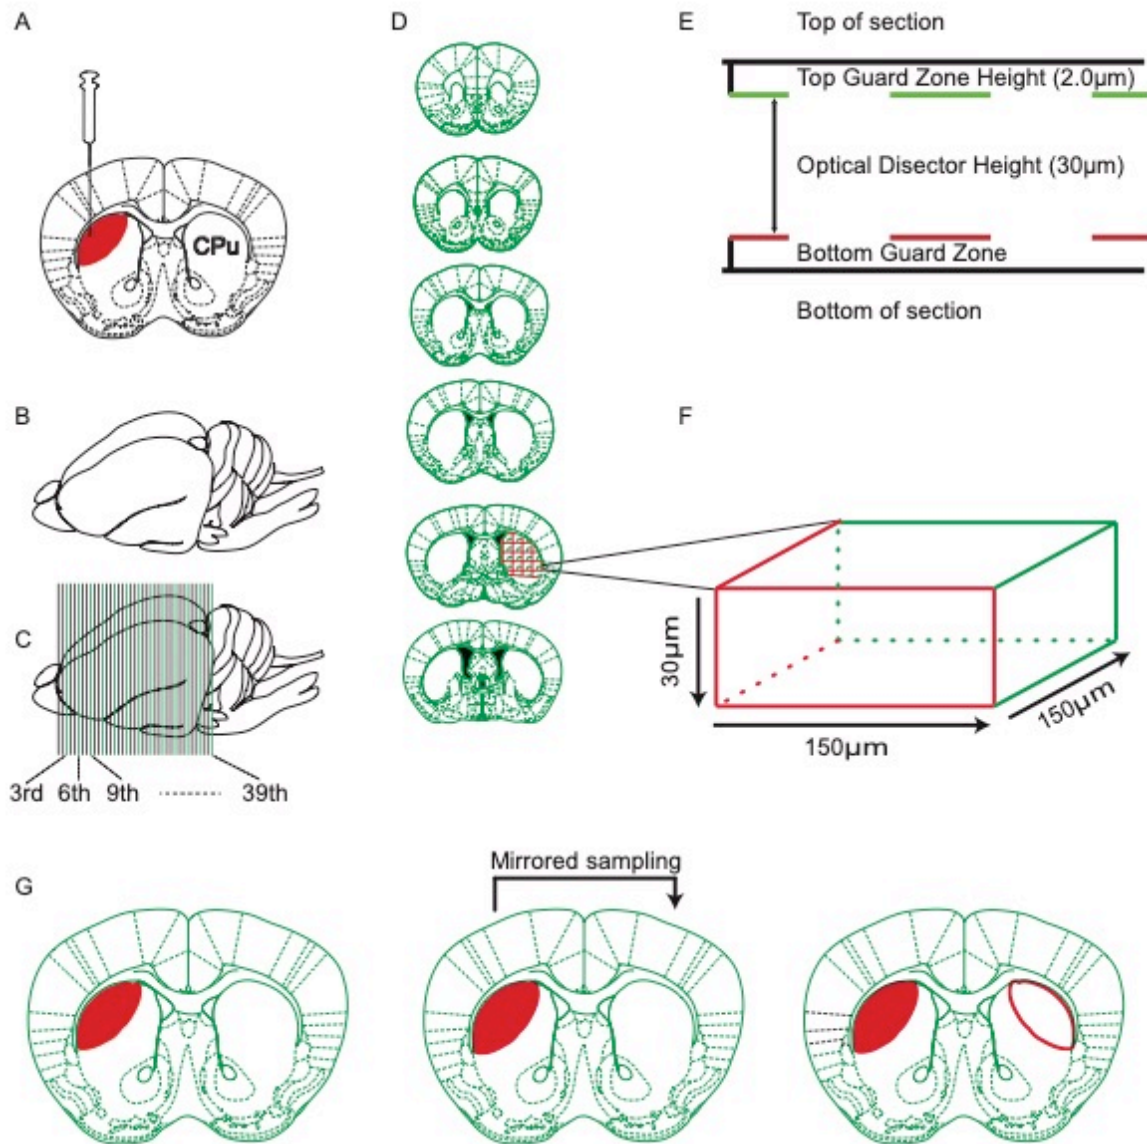 A
CPu
B
C
3rd 6th 9th 39th
D
E
Top of section
Top Guard Zone Height (2.0µm)
Optical Disector Height (30µm)
Bottom Guard Zone
Bottom of section
F
30µm
150µm
150µm
G
Mirrored sampling